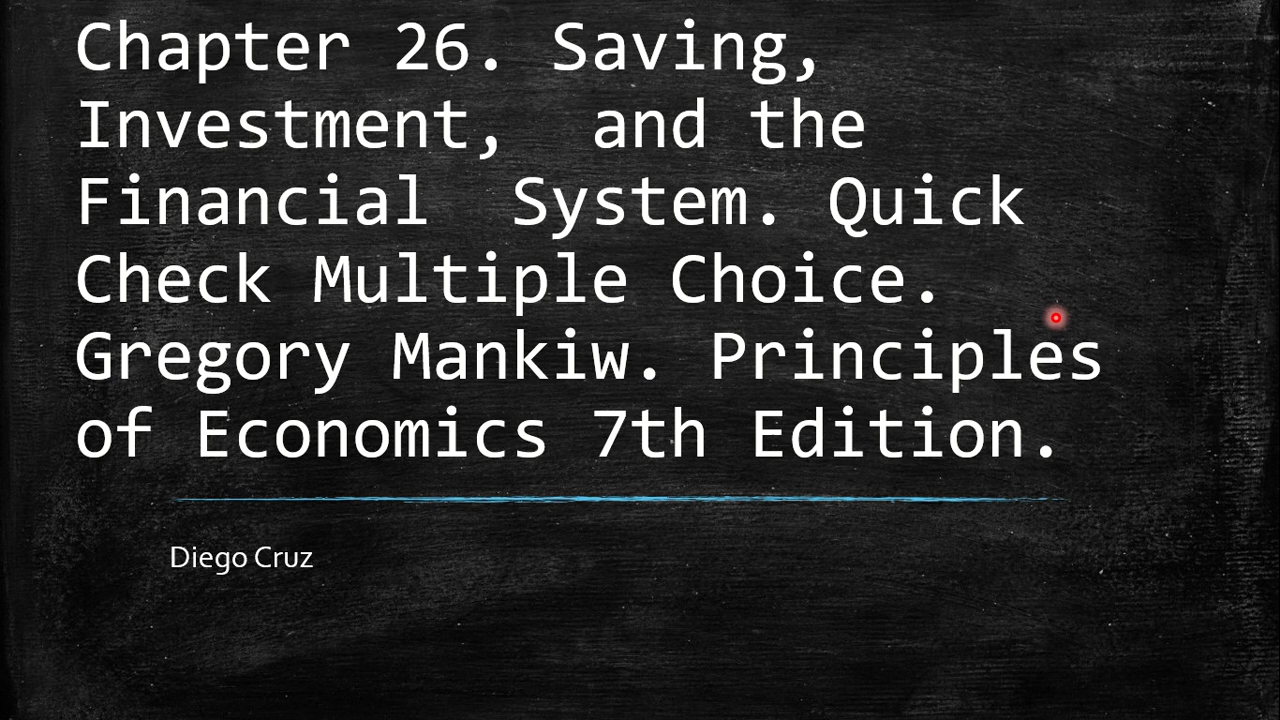 Chapter 26. Saving,
Investment,  and the
Financial  System. Quick
Check Multiple Choice.
Gregory Mankiw. Principles
of Economics 7th Edition.
Diego Cruz